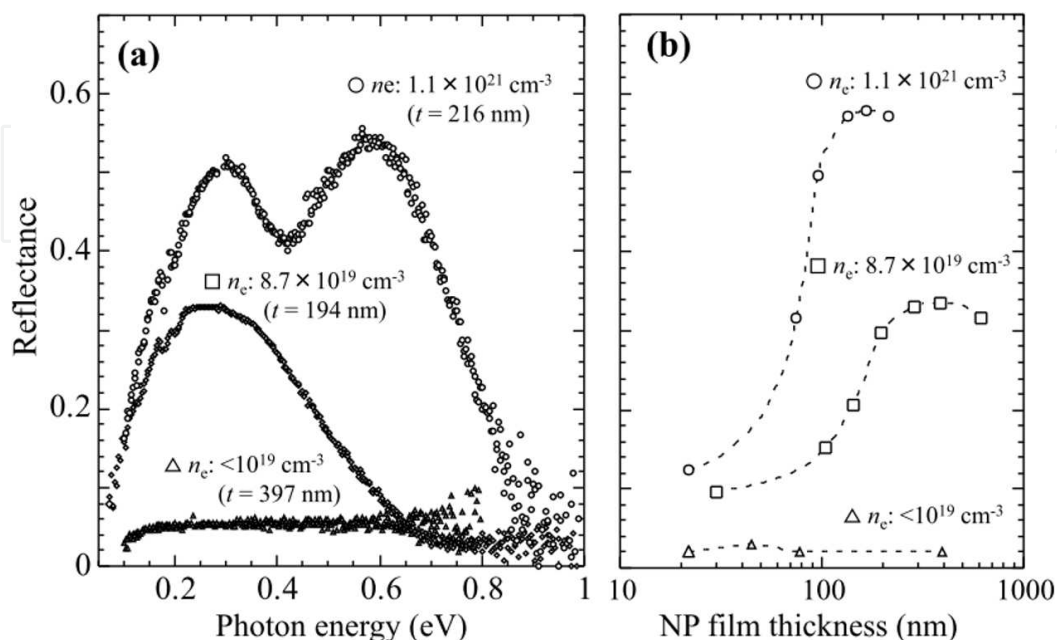 (a)
○ ne: 1.1 × 10²¹ cm⁻³
(t = 216 nm)
□ nₑ: 8.7 × 10¹⁹ cm⁻³
(t = 194 nm)
△ nₑ: <10¹⁹ cm⁻³
(t = 397 nm)
Reflectance
0.6
0.4
0.2
0
0.2
0.4
0.6
0.8
1
Photon energy (eV)
(b)
○ nₑ: 1.1 × 10²¹ cm⁻³
□ nₑ: 8.7 × 10¹⁹ cm⁻³
△ nₑ: <10¹⁹ cm⁻³
10
100
1000
NP film thickness (nm)